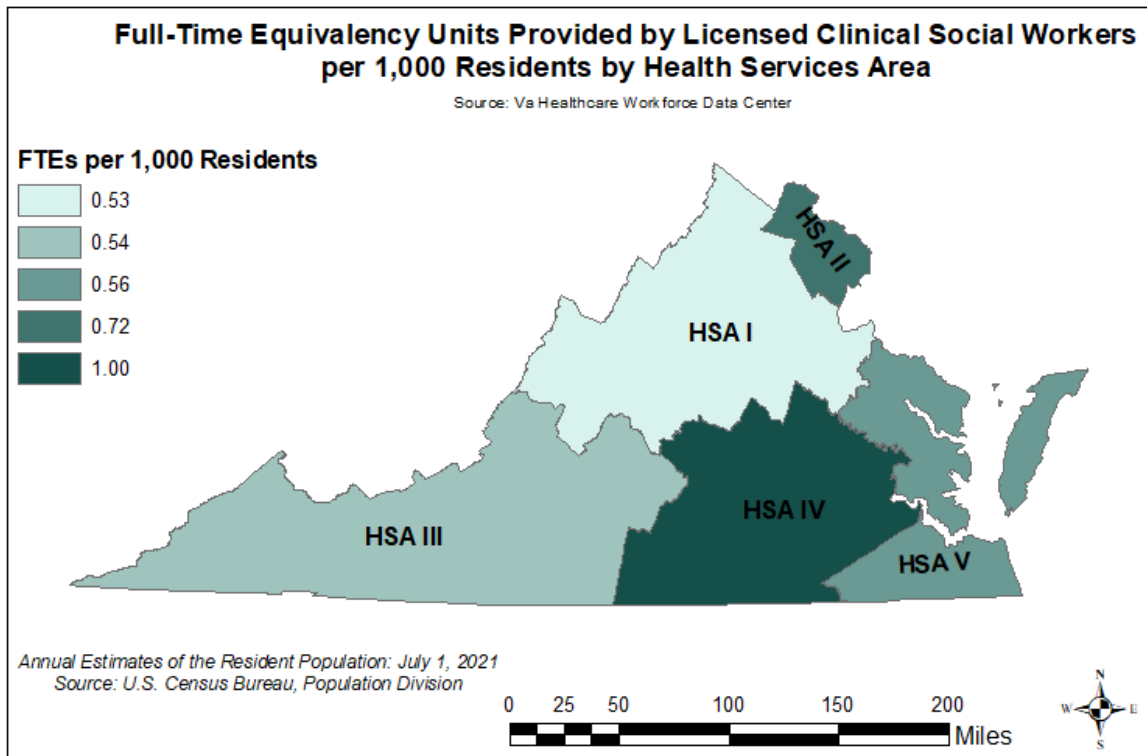 Full-Time Equivalency Units Provided by Licensed Clinical Social Workers
per 1,000 Residents by Health Services Area
Source: Va Healthcare Workforce Data Center
FTEs per 1,000 Residents
0.53
0.54
0.56
0.72
1.00
HSA II
HSA I
HSA III
HSA IV
HSA V
Annual Estimates of the Resident Population: July 1, 2021
Source: U.S. Census Bureau, Population Division
0 25 50 100 150 200
Miles
N
W E
S